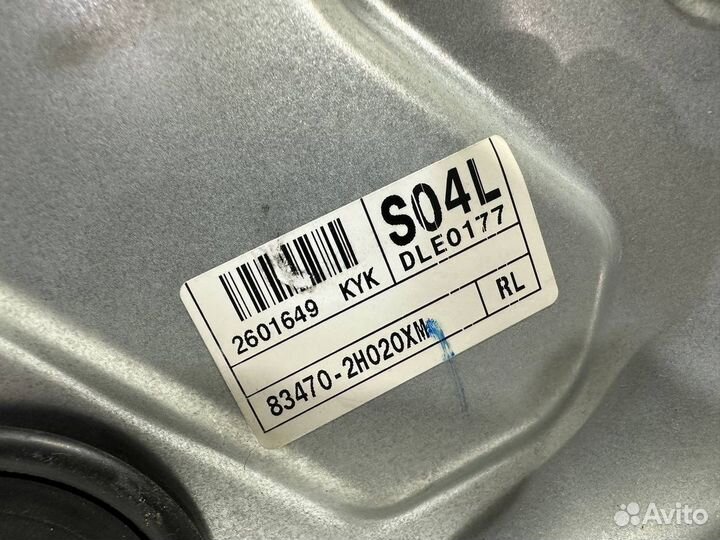 2601649 KYK
S04L
DLE0177
83470-2H020XM
RL
Avito